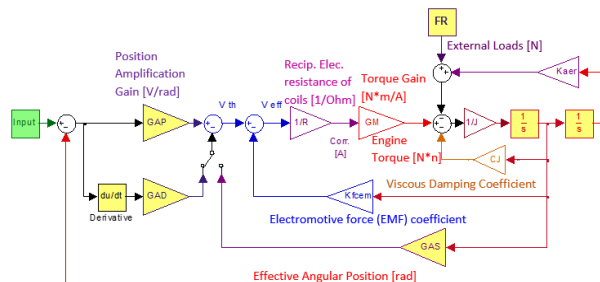 FR
Position
Amplification
Gain [V/rad]
Recip. Elec.
resistance of
coils [1/Ohm]
External Loads [N]
Torque Gain
[N*m/A]
Kaer
Input
GAP
V th
V eff
1/R
GM
1/J
1
s
1
s
Corr.
[A]
Engine
Torque [N*n]
CJ
du/dt
Derivative
GAD
Viscous Damping Coefficient
Kfcem
Electromotive force (EMF) coefficient
GAS
Effective Angular Position [rad]